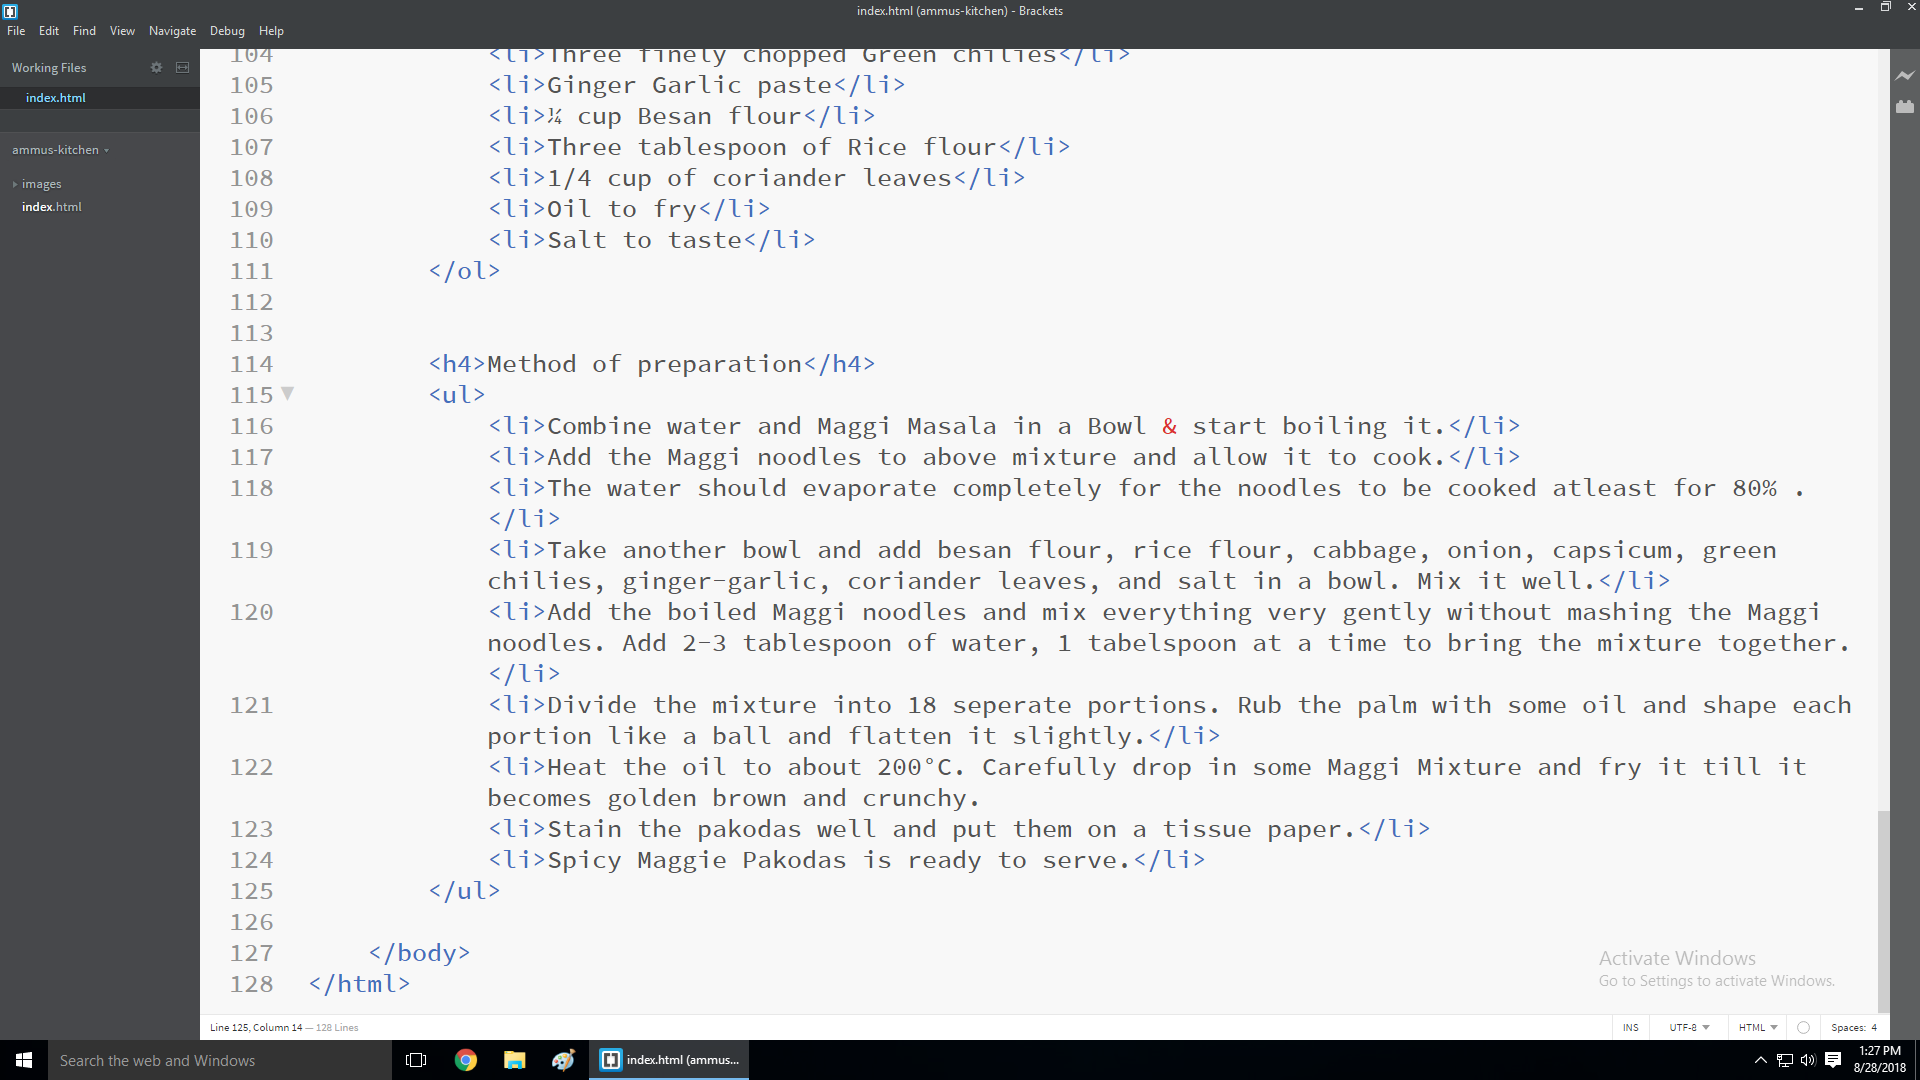 index.html (ammus-kitchen) - Brackets
File Edit Find View Navigate Debug Help
Working Files
index.html
ammus-kitchen
images
index.html
104 <li>Three finely chopped Green chilies</li>
105 <li>Ginger Garlic paste</li>
106 <li>¼ cup Besan flour</li>
107 <li>Three tablespoon of Rice flour</li>
108 <li>1/4 cup of coriander leaves</li>
109 <li>Oil to fry</li>
110 <li>Salt to taste</li>
111 </ol>
112
113
114 <h4>Method of preparation</h4>
115 <ul>
116 <li>Combine water and Maggi Masala in a Bowl & start boiling it.</li>
117 <li>Add the Maggi noodles to above mixture and allow it to cook.</li>
118 <li>The water should evaporate completely for the noodles to be cooked atleast for 80% .
</li>
119 <li>Take another bowl and add besan flour, rice flour, cabbage, onion, capsicum, green
chilies, ginger-garlic, coriander leaves, and salt in a bowl. Mix it well.</li>
120 <li>Add the boiled Maggi noodles and mix everything very gently without mashing the Maggi
noodles. Add 2-3 tablespoon of water, 1 tabelspoon at a time to bring the mixture together.
</li>
121 <li>Divide the mixture into 18 seperate portions. Rub the palm with some oil and shape each
portion like a ball and flatten it slightly.</li>
122 <li>Heat the oil to about 200°C. Carefully drop in some Maggi Mixture and fry it till it
becomes golden brown and crunchy.
123 <li>Stain the pakodas well and put them on a tissue paper.</li>
124 <li>Spicy Maggie Pakodas is ready to serve.</li>
125 </ul>
126
127 </body>
128 </html>
Activate Windows
Go to Settings to activate Windows.
Line 125, Column 14 — 128 Lines
INS UTF-8 HTML Spaces: 4
Search the web and Windows
index.html (ammus...
1:27 PM
8/28/2018